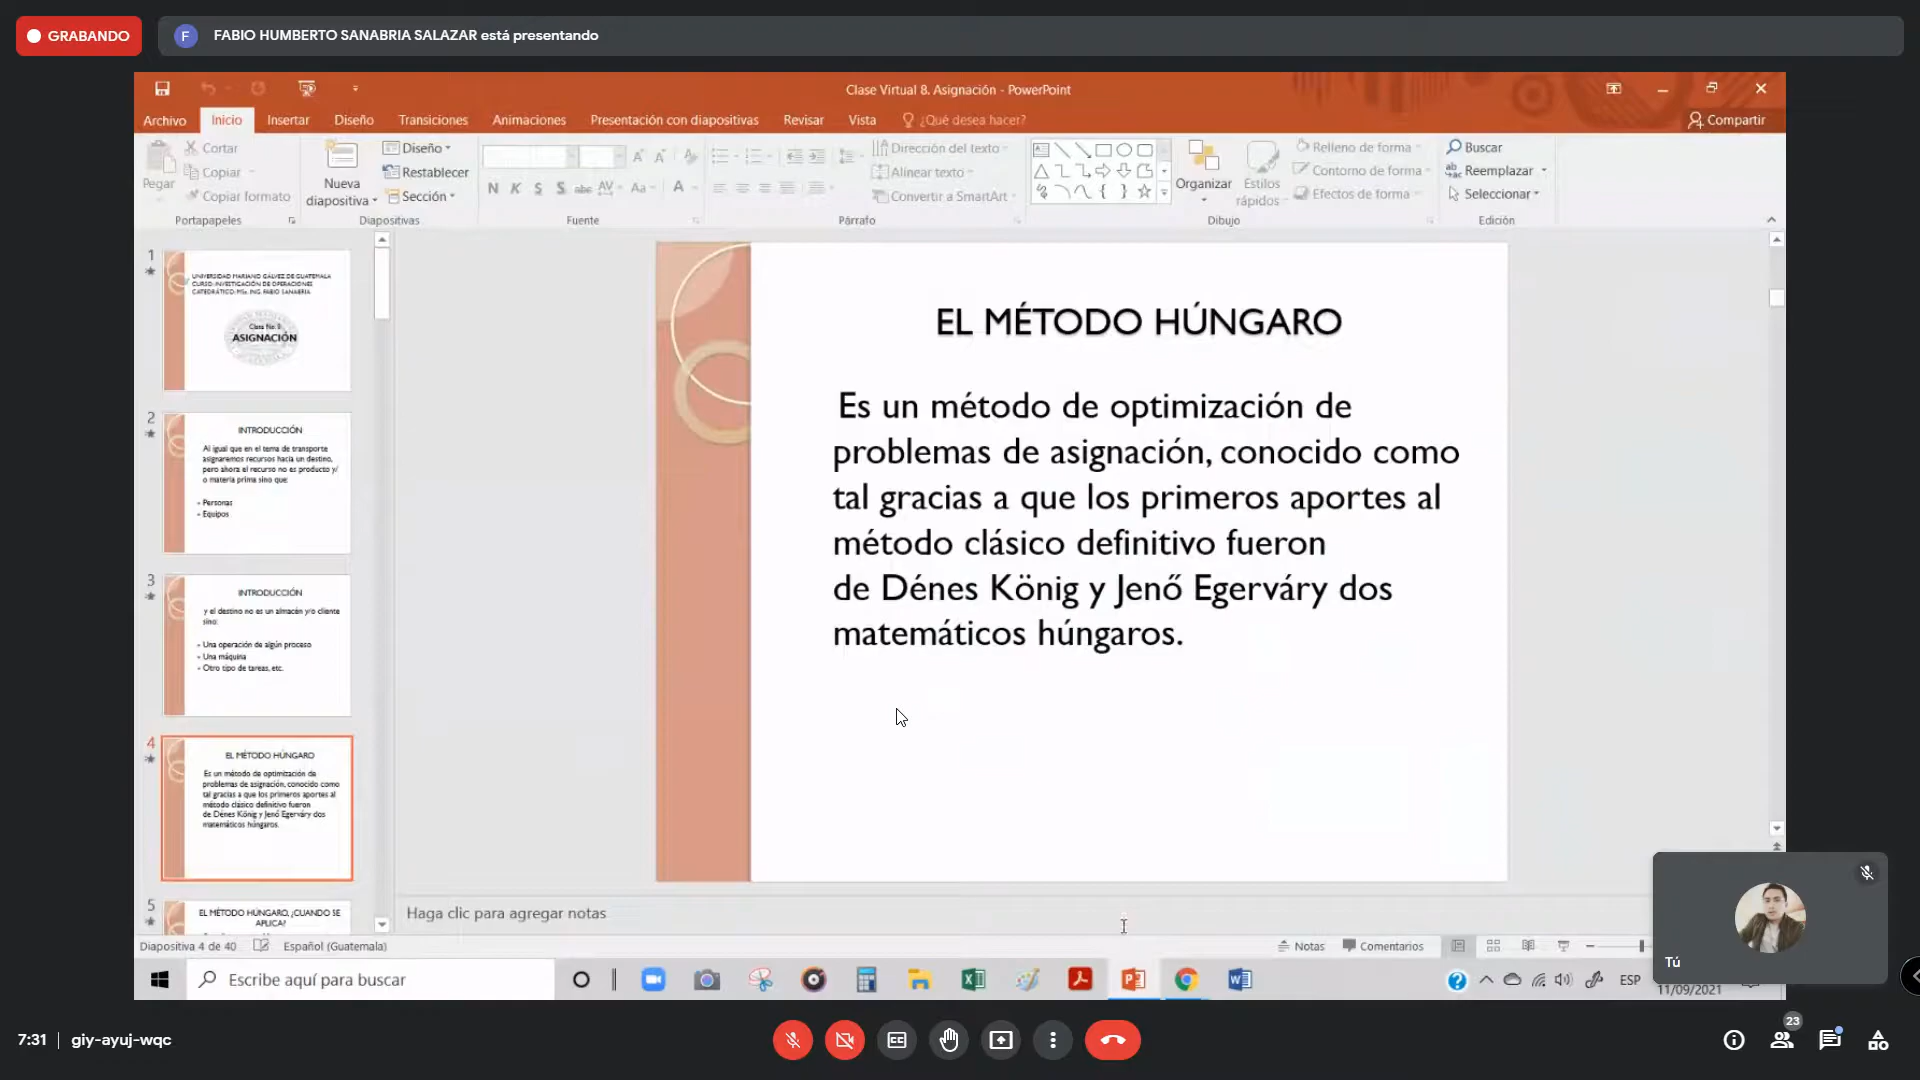 GRABANDO
F FABIO HUMBERTO SANABRIA SALAZAR está presentando
Clase Virtual 8. Asignación - PowerPoint
Archivo Inicio Insertar Diseño Transiciones Animaciones Presentación con diapositivas Revisar Vista ¿Qué desea hacer? Compartir
Pegar
Cortar
Copiar
Copiar formato
Portapapeles
Nueva diapositiva
Diseño
Restablecer
Sección
Diapositivas
N K S S abc AV Aa A
Fuente
Dirección del texto
Alinear texto
Convertir a SmartArt
Párrafo
Organizar
Estilos rápidos
Relleno de forma
Contorno de forma
Efectos de forma
Dibujo
Buscar
Reemplazar
Seleccionar
Edición
1
UNIVERSIDAD MARIANO GÁLVEZ DE GUATEMALA
CURSO: INVESTIGACIÓN DE OPERACIONES
CATEDRÁTICO: MSc. ING. FABIO SANABRIA
Clase No. 8
ASIGNACIÓN
2
INTRODUCCIÓN
Al igual que en el tema de transporte
asignaremos recursos hacia un destino,
pero ahora el recurso no es producto y/
o materia prima sino que:
Personas
Equipos
3
INTRODUCCIÓN
y el destino no es un almacén y/o cliente
sino:
Una operación de algún proceso
Una máquina
Otro tipo de tareas, etc.
4
EL MÉTODO HÚNGARO
Es un método de optimización de
problemas de asignación, conocido como
tal gracias a que los primeros aportes al
método clásico definitivo fueron
de Dénes König y Jenő Egerváry dos
matemáticos húngaros.
5
EL MÉTODO HÚNGARO, ¿CUANDO SE
APLICA?
EL MÉTODO HÚNGARO
Es un método de optimización de
problemas de asignación, conocido como
tal gracias a que los primeros aportes al
método clásico definitivo fueron
de Dénes König y Jenő Egerváry dos
matemáticos húngaros.
Haga clic para agregar notas
Diapositiva 4 de 40 Español (Guatemala) Notas Comentarios
Tú
Escribe aquí para buscar
ESP
11/09/2021
7:31 giy-ayuj-wqc
23